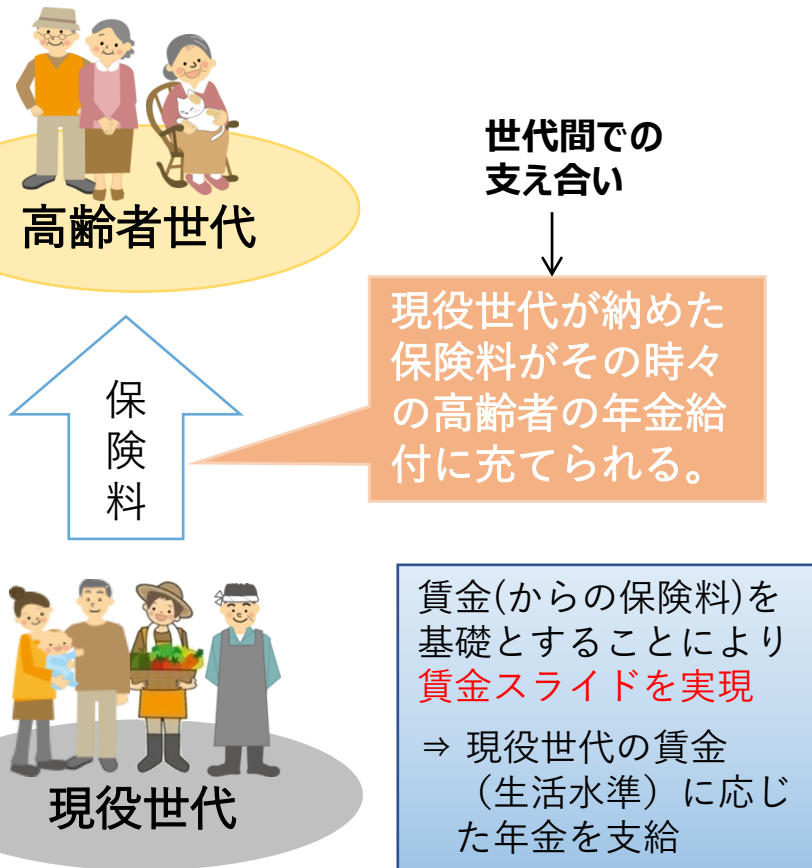 世代間での
支え合い
高齢者世代
現役世代が納めた
保険料がその時々
の高齢者の年金給
付に充てられる。
保
険
料
賃金(からの保険料)を
基礎とすることにより
賃金スライドを実現
⇒ 現役世代の賃金
（生活水準）に応じ
た年金を支給
現役世代